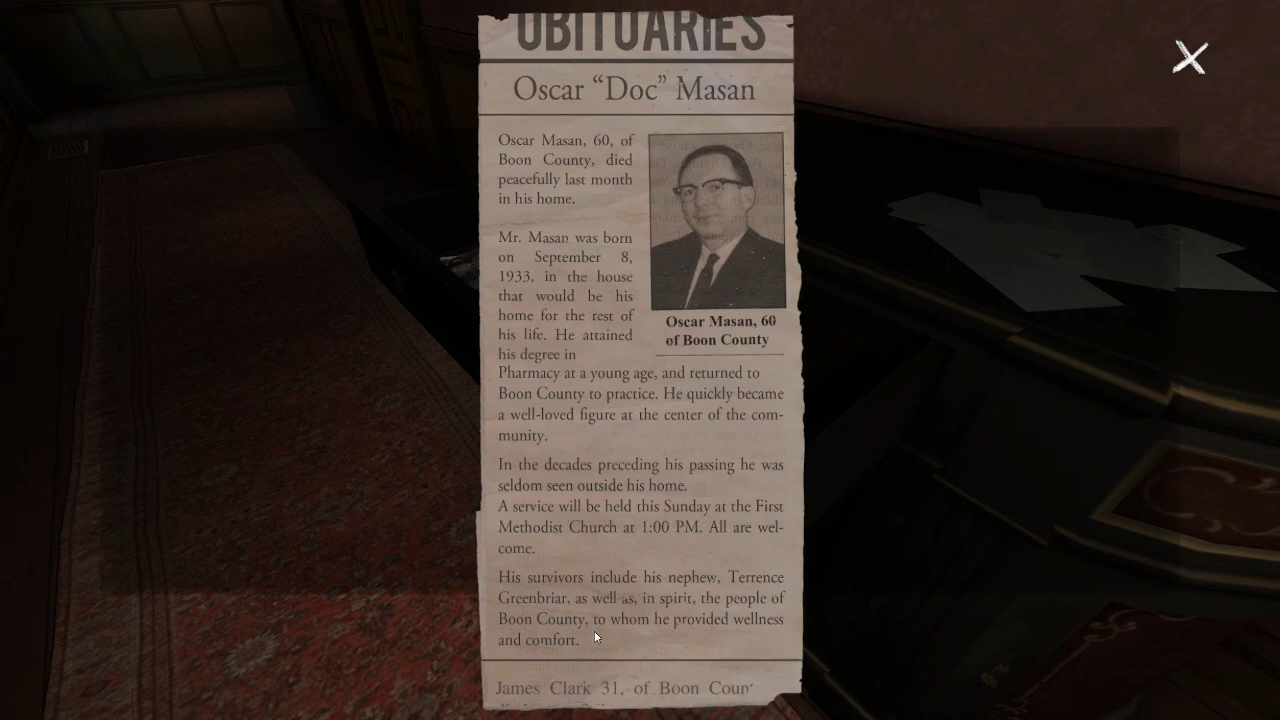 OBITUARIES
Oscar “Doc” Masan
Oscar Masan, 60, of
Boon County, died
peacefully last month
in his home.
Mr. Masan was born
on September 8,
1933, in the house
that would be his
home for the rest of
his life. He attained
his degree in
Pharmacy at a young age, and returned to
Boon County to practice. He quickly became
a well-loved figure at the center of the com-
munity.
In the decades preceding his passing he was
seldom seen outside his home.
A service will be held this Sunday at the First
Methodist Church at 1:00 PM. All are wel-
come.
His survivors include his nephew, Terrence
Greenbriar, as well as, in spirit, the people of
Boon County, to whom he provided wellness
and comfort.
Oscar Masan, 60
of Boon County
James Clark 31, of Boon Coun